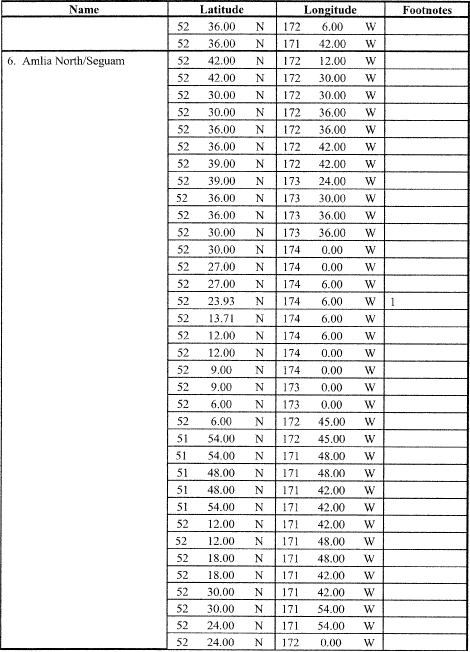 Name Latitude Longitude Footnotes
52 36.00 N 172 6.00 W
52 36.00 N 171 42.00 W
6. Amlia North/Seguam 52 42.00 N 172 12.00 W
52 42.00 N 172 30.00 W
52 30.00 N 172 30.00 W
52 30.00 N 172 36.00 W
52 36.00 N 172 36.00 W
52 36.00 N 172 42.00 W
52 39.00 N 172 42.00 W
52 39.00 N 173 24.00 W
52 36.00 N 173 30.00 W
52 36.00 N 173 36.00 W
52 30.00 N 173 36.00 W
52 30.00 N 174 0.00 W
52 27.00 N 174 0.00 W
52 27.00 N 174 6.00 W
52 23.93 N 174 6.00 W 1
52 13.71 N 174 6.00 W
52 12.00 N 174 6.00 W
52 12.00 N 174 0.00 W
52 9.00 N 174 0.00 W
52 9.00 N 173 0.00 W
52 6.00 N 173 0.00 W
52 6.00 N 172 45.00 W
51 54.00 N 172 45.00 W
51 54.00 N 171 48.00 W
51 48.00 N 171 48.00 W
51 48.00 N 171 42.00 W
51 54.00 N 171 42.00 W
52 12.00 N 171 42.00 W
52 12.00 N 171 48.00 W
52 18.00 N 171 48.00 W
52 18.00 N 171 42.00 W
52 30.00 N 171 42.00 W
52 30.00 N 171 54.00 W
52 24.00 N 171 54.00 W
52 24.00 N 172 0.00 W